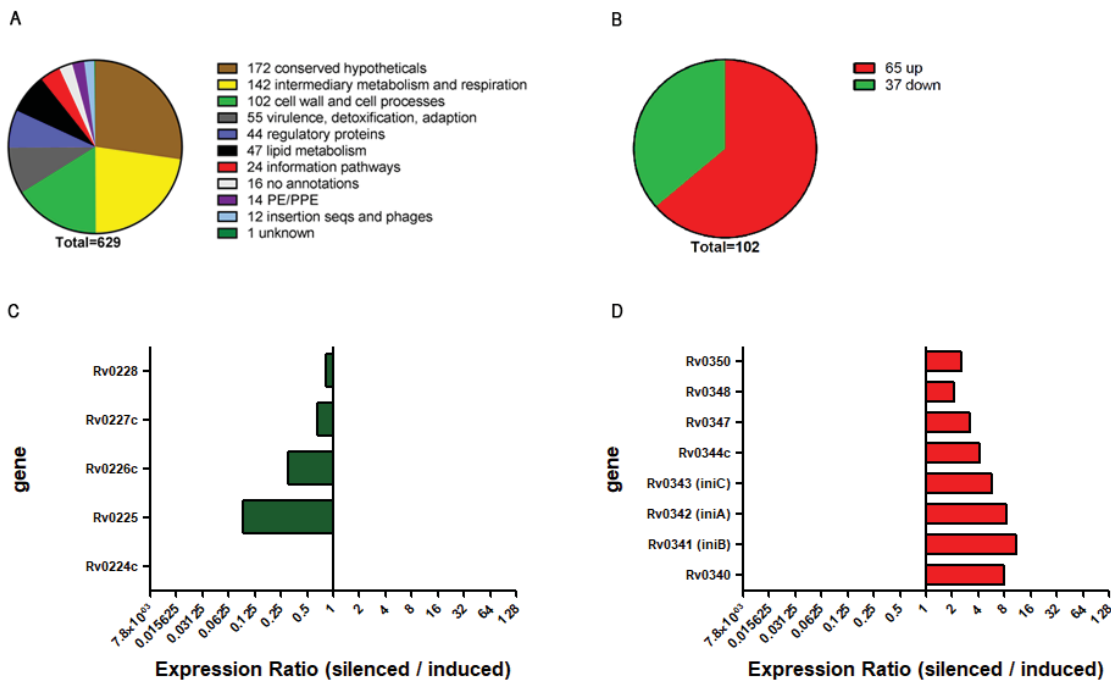 A
172 conserved hypotheticals
142 intermediary metabolism and respiration
102 cell wall and cell processes
55 virulence, detoxification, adaption
44 regulatory proteins
47 lipid metabolism
24 information pathways
16 no annotations
14 PE/PPE
12 insertion seqs and phages
1 unknown
Total=629
B
65 up
37 down
Total=102
C
gene
Rv0228
Rv0227c
Rv0226c
Rv0225
Rv0224c
7.8×10⁰³ 0.015625 0.03125 0.0625 0.125 0.25 0.5 1 2 4 8 16 32 64 128
Expression Ratio (silenced / induced)
D
gene
Rv0350
Rv0348
Rv0347
Rv0344c
Rv0343 (iniC)
Rv0342 (iniA)
Rv0341 (iniB)
Rv0340
7.8×10⁰³ 0.015625 0.03125 0.0625 0.125 0.25 0.5 1 2 4 8 16 32 64 128
Expression Ratio (silenced / induced)